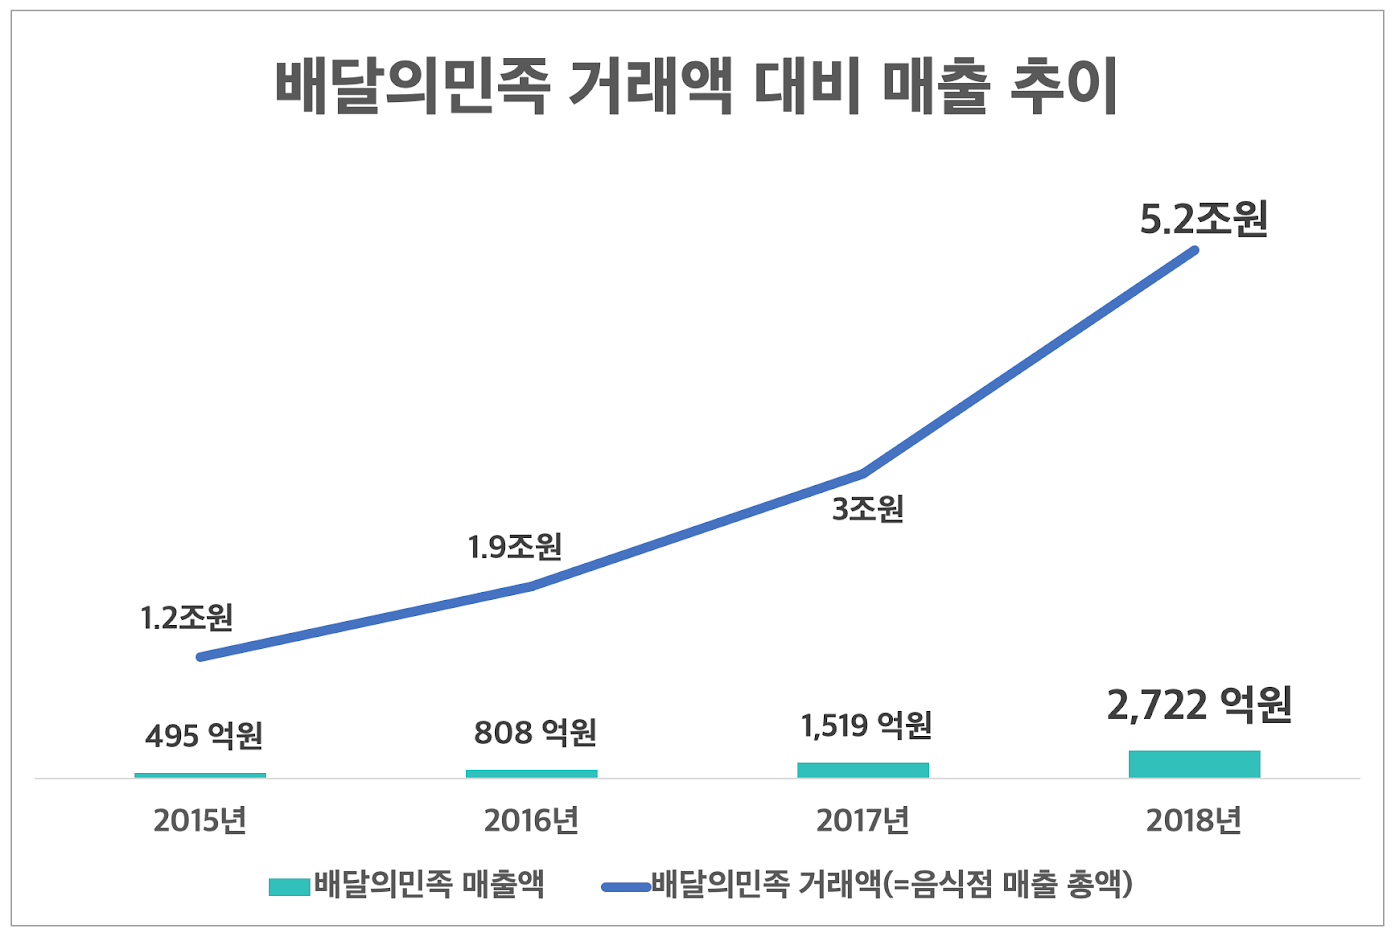 배달의민족 거래액 대비 매출 추이
5.2조원
3조원
1.9조원
1.2조원
495 억원
808 억원
1,519 억원
2,722 억원
2015년
2016년
2017년
2018년
배달의민족 매출액
배달의민족 거래액(=음식점 매출 총액)